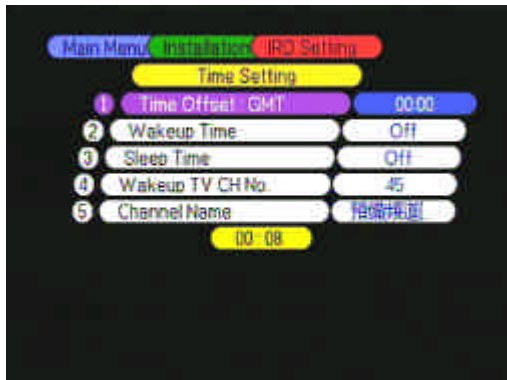 Main Menu Installation IRD Setting
Time Setting
1 Time Offset : GMT 00:00
2 Wakeup Time Off
3 Sleep Time Off
4 Wakeup TV CH No. 45
5 Channel Name
00 : 08